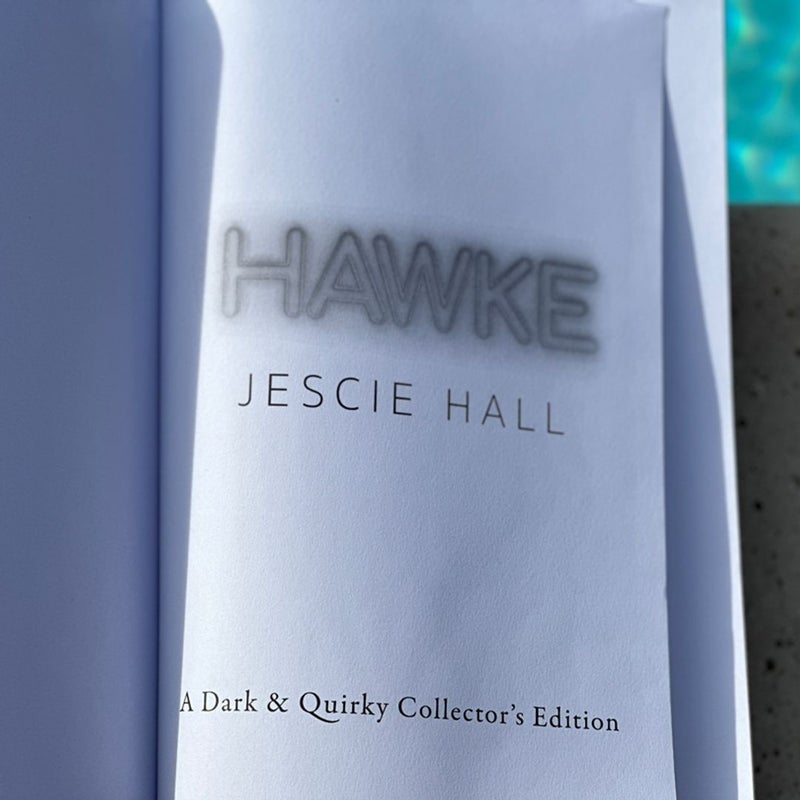 HAWKE
JESCIE HALL
A Dark & Quirky Collector's Edition